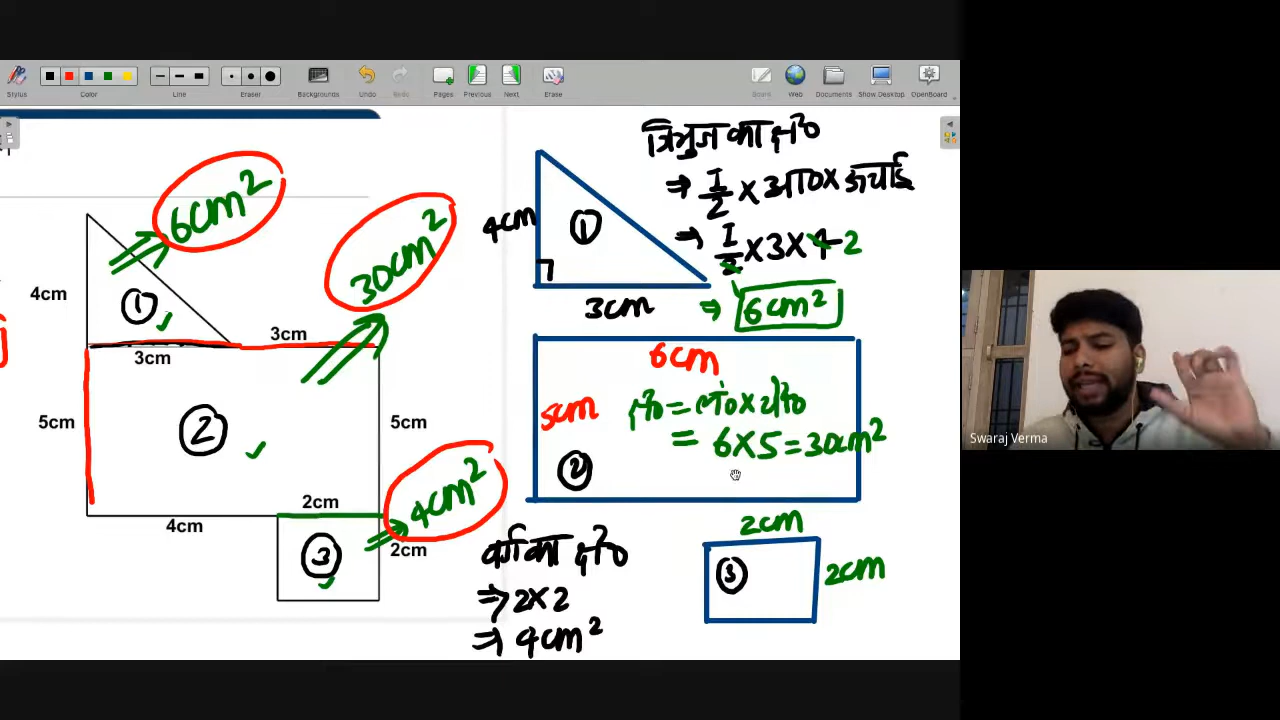 Stylus Color Line Eraser Backgrounds Undo Redo Pages Previous Next Erase Board Web Documents Show Desktop OpenBoard
6cm²
30cm²
4cm
①
3cm
3cm
5cm
②
5cm
4cm²
2cm
4cm
③
2cm
त्रिभुज का क्षे०
⇒ 1/2 × आ० × ऊचाई
4cm
①
⇒ 1/2 × 3 × 4 2
3cm
⇒ 6cm²
6cm
5cm
क्षे० = ल० × चौ०
= 6×5 = 30cm²
②
वर्ग का क्षे०
⇒ 2×2
⇒ 4cm²
2cm
③
2cm
Swaraj Verma